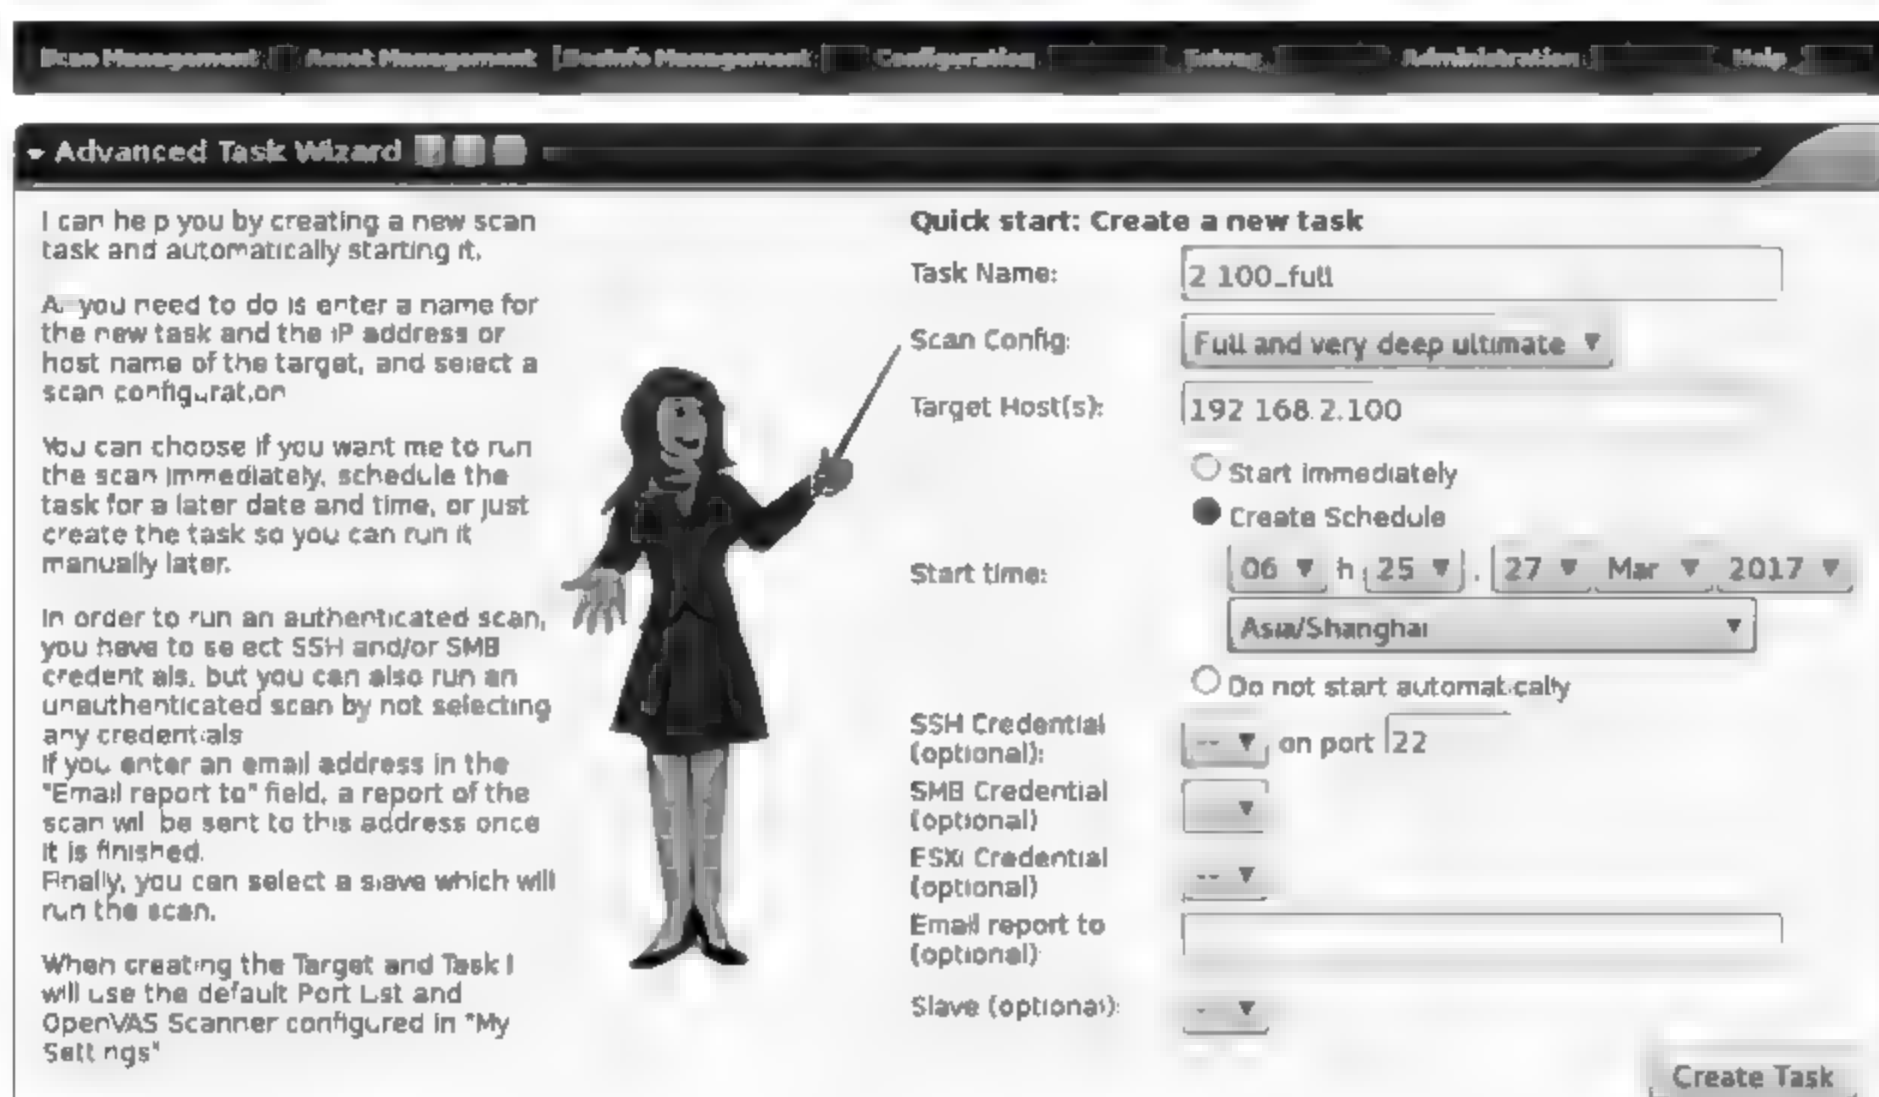 Scan Management Asset Management SecInfo Management Configuration Extras Administration Help
Advanced Task Wizard
I can he p you by creating a new scan
task and automatically starting it.
you need to do is enter a name for
the new task and the IP address or
host name of the target, and select a
scan configuration
You can choose if you want me to run
the scan immediately, schedule the
task for a later date and time, or just
create the task so you can run it
manually later.
In order to run an authenticated scan,
you have to se ect SSH and/or SMB
credent als, but you can also run an
unauthenticated scan by not selecting
any credentials
If you enter an email address in the
"Email report to" field, a report of the
scan wil be sent to this address once
it is finished.
Finally, you can select a slave which will
run the scan.
When creating the Target and Task I
will use the default Port List and
OpenVAS Scanner configured in "My
Sett ngs"
Quick start: Create a new task
Task Name: 2 100_full
Scan Config: Full and very deep ultimate
Target Host(s): 192 168.2.100
Start immediately
Create Schedule
Start time: 06 h 25 , 27 Mar 2017
Asia/Shanghai
Do not start automatically
SSH Credential
(optional): -- on port 22
SMB Credential
(optional)
ESXi Credential
(optional) --
Email report to
(optional)
Slave (optional): -
Create Task